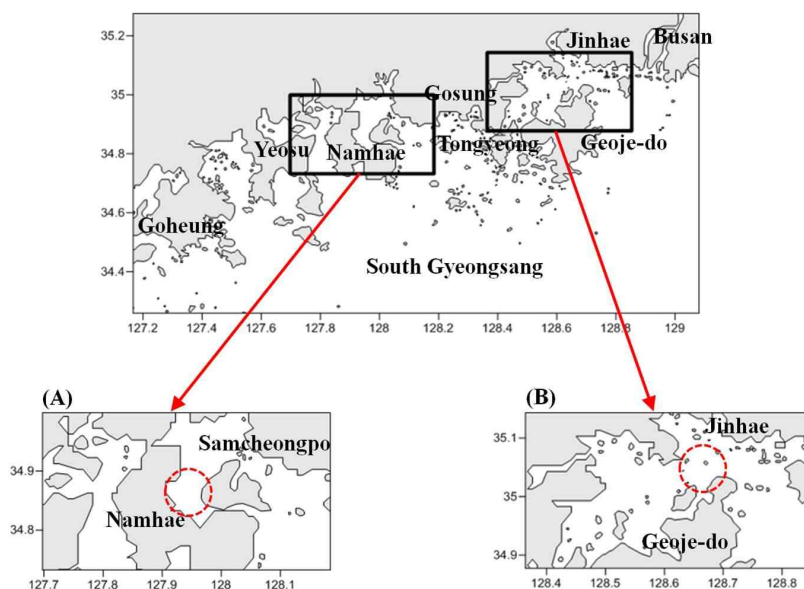 35.2
35
34.8
34.6
34.4
Jinhae
Busan
Gosung
Yeosu
Namhae
Tongyeong
Geoje-do
Goheung
South Gyeongsang
127.2 127.4 127.6 127.8 128 128.2 128.4 128.6 128.8 129
(A)
34.9
34.8
Samcheongpo
Namhae
127.7 127.8 127.9 128 128.1
(B)
35.1
35
34.9
Jinhae
Geoje-do
128.4 128.5 128.6 128.7 128.8